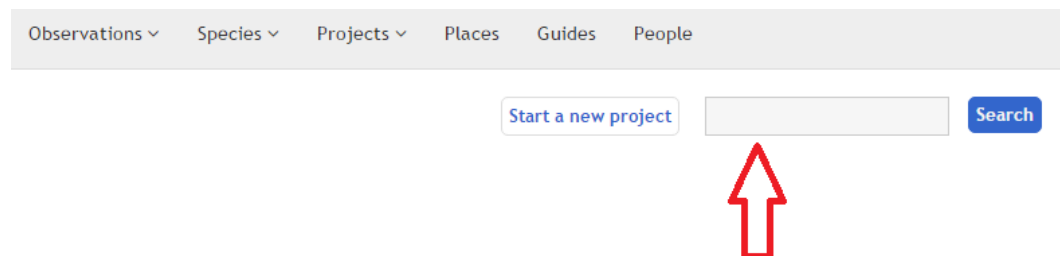 Observations Species Projects Places Guides People
Start a new project Search